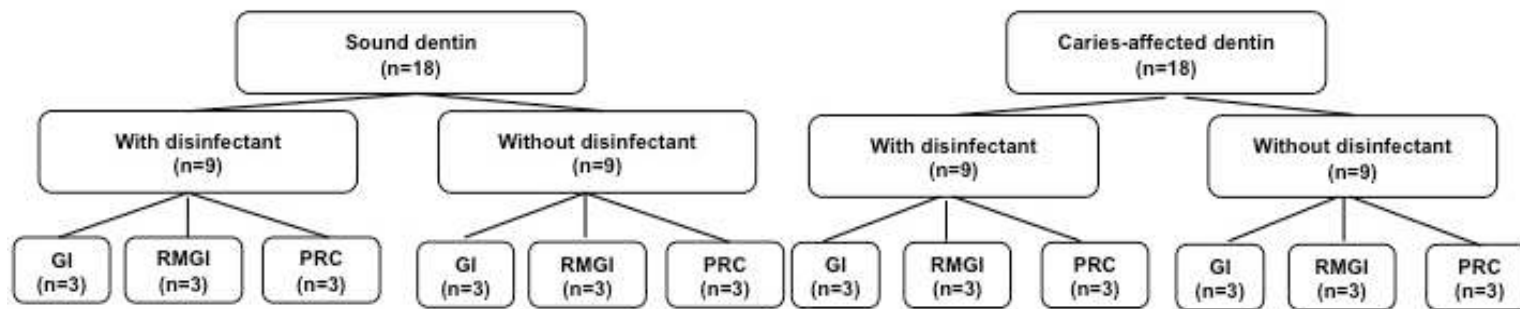 Sound dentin
(n=18)
Caries-affected dentin
(n=18)
With disinfectant
(n=9)
Without disinfectant
(n=9)
With disinfectant
(n=9)
Without disinfectant
(n=9)
GI
(n=3)
RMGI
(n=3)
PRC
(n=3)
GI
(n=3)
RMGI
(n=3)
PRC
(n=3)
GI
(n=3)
RMGI
(n=3)
PRC
(n=3)
GI
(n=3)
RMGI
(n=3)
PRC
(n=3)